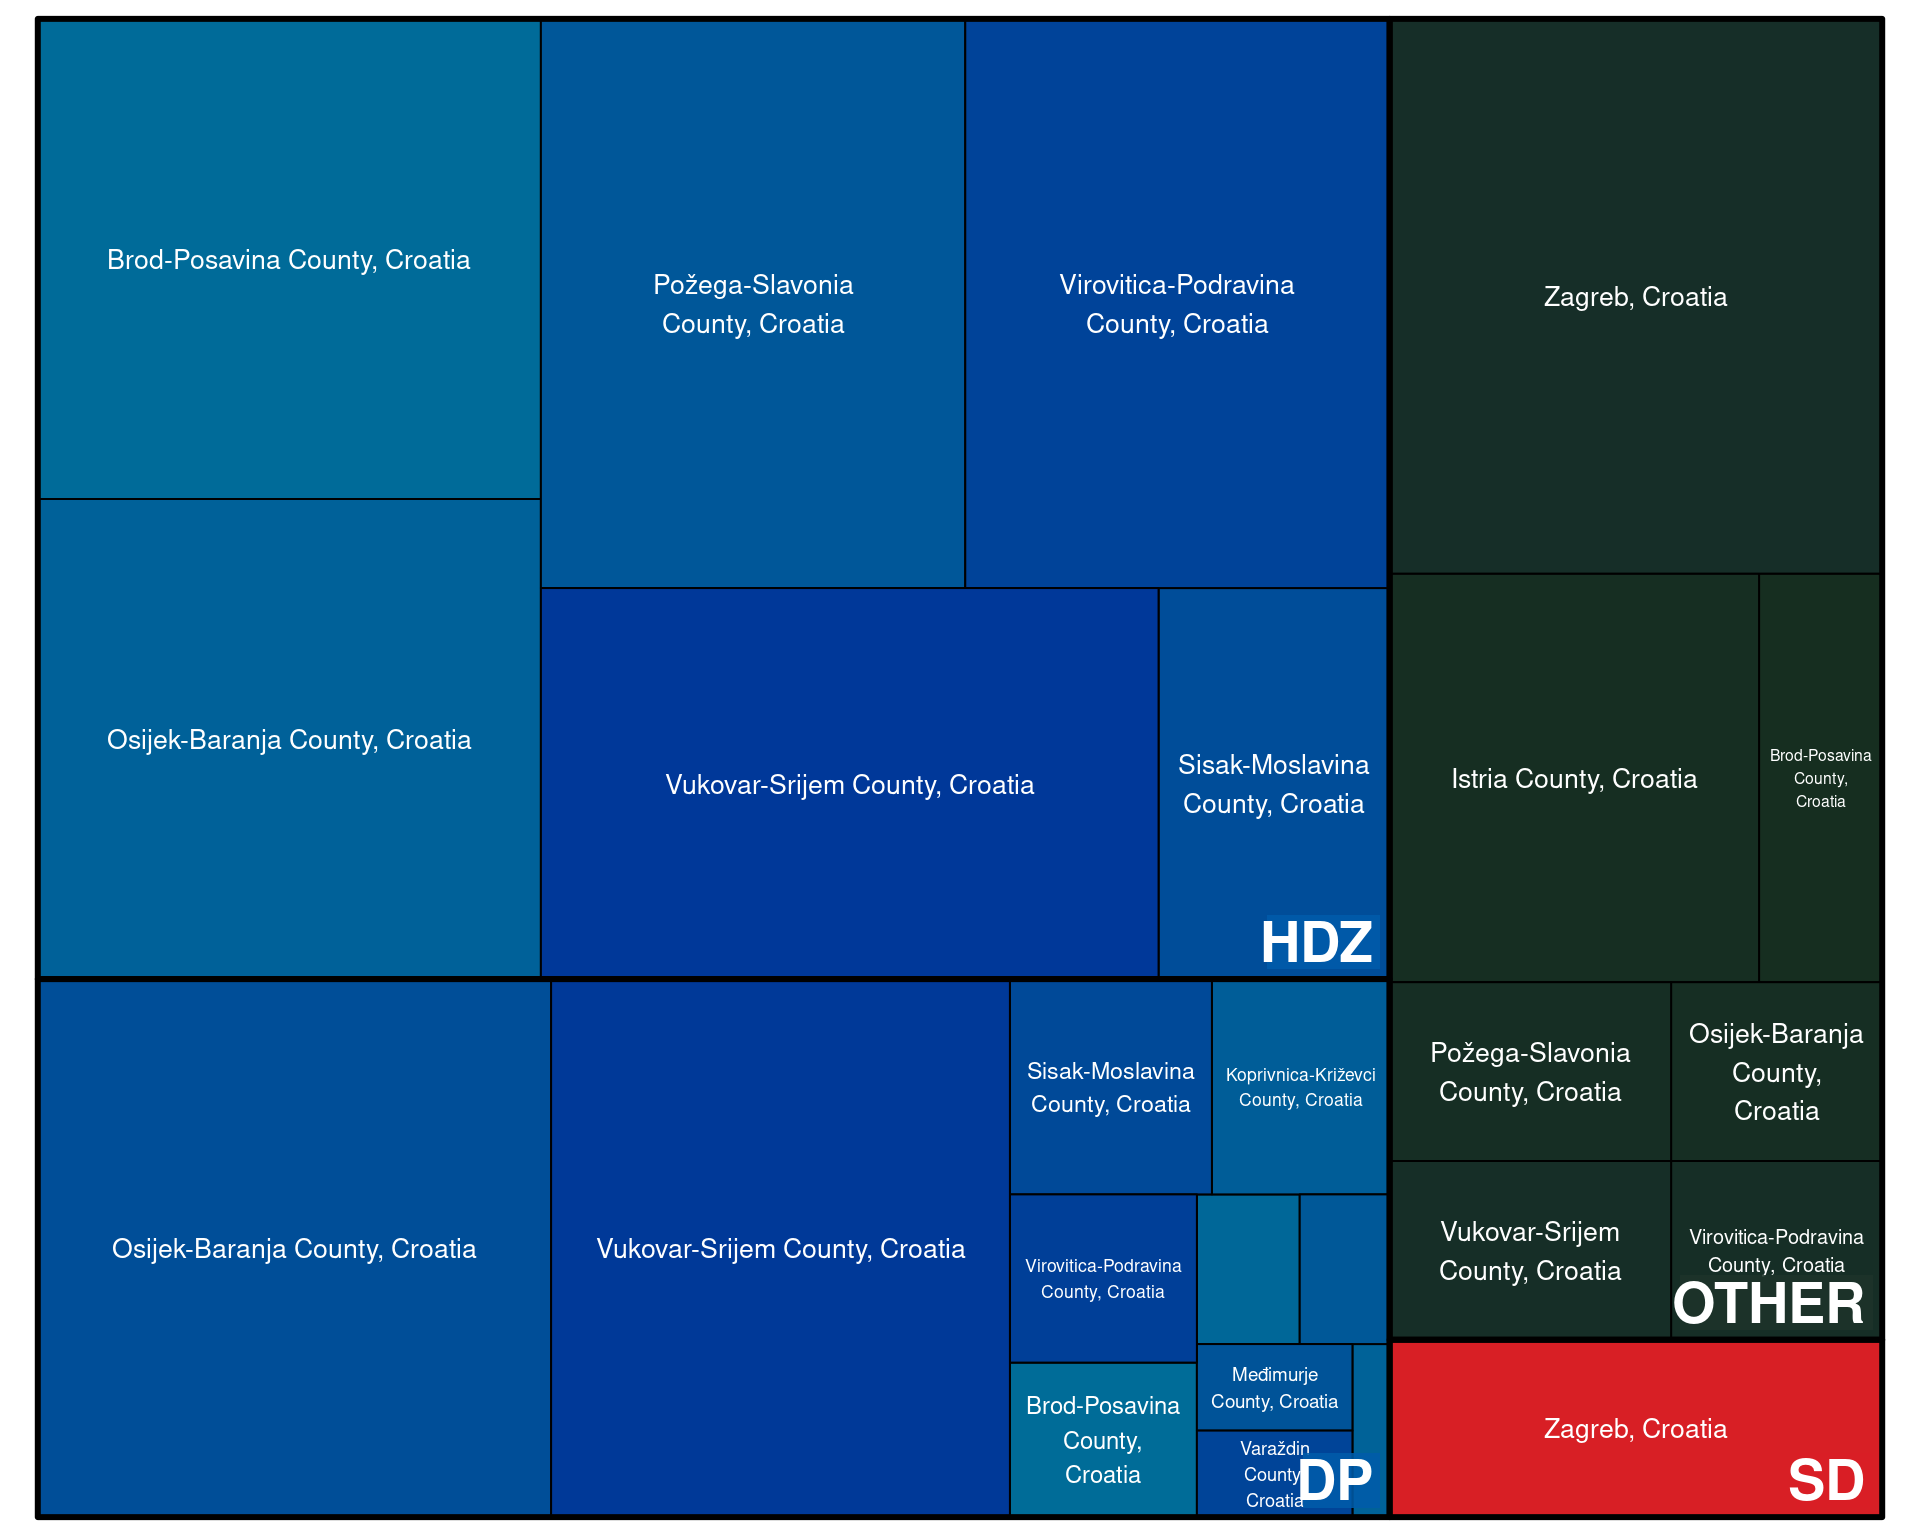 Brod-Posavina County, Croatia
Požega-Slavonia
County, Croatia
Virovitica-Podravina
County, Croatia
Osijek-Baranja County, Croatia
Vukovar-Srijem County, Croatia
Sisak-Moslavina
County, Croatia
HDZ
Zagreb, Croatia
Istria County, Croatia
Brod-Posavina
County,
Croatia
Požega-Slavonia
County, Croatia
Osijek-Baranja
County,
Croatia
Vukovar-Srijem
County, Croatia
Virovitica-Podravina
County, Croatia
OTHER
Osijek-Baranja County, Croatia
Vukovar-Srijem County, Croatia
Sisak-Moslavina
County, Croatia
Koprivnica-Križevci
County, Croatia
Virovitica-Podravina
County, Croatia
Brod-Posavina
County,
Croatia
Međimurje
County, Croatia
Varaždin
County
Croatia
DP
Zagreb, Croatia
SD